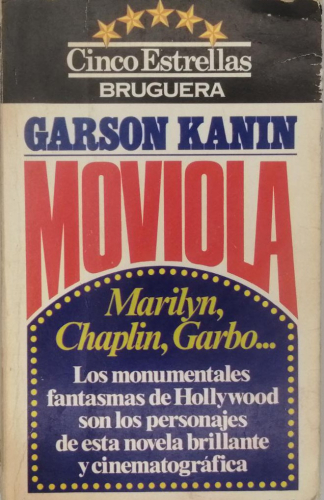 Cinco Estrellas
BRUGUERA
GARSON KANIN
MOVIOLA
Marilyn,
Chaplin, Garbo...
Los monumentales
fantasmas de Hollywood
son los personajes
de esta novela brillante
y cinematográfica